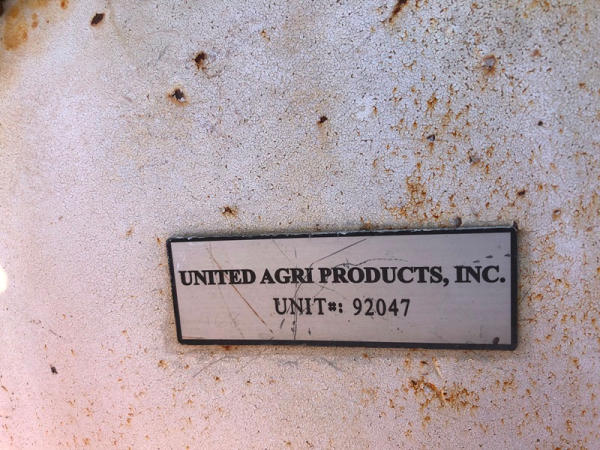 UNITED AGRI PRODUCTS, INC.
UNIT#: 92047